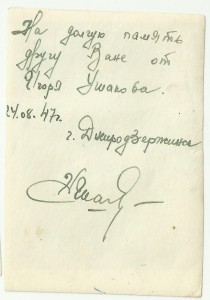 На долгую память
другу Ване от
Игоря Ушакова.
24.08.47г.
г. Днепродзержинск